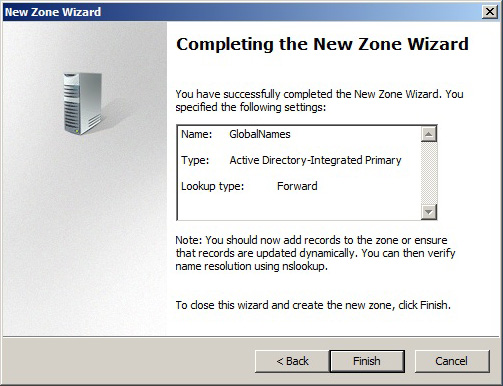 New Zone Wizard
Completing the New Zone Wizard
You have successfully completed the New Zone Wizard. You
specified the following settings:
Name: GlobalNames
Type: Active Directory-Integrated Primary
Lookup type: Forward
Note: You should now add records to the zone or ensure
that records are updated dynamically. You can then verify
name resolution using nslookup.
To close this wizard and create the new zone, click Finish.
< Back Finish Cancel